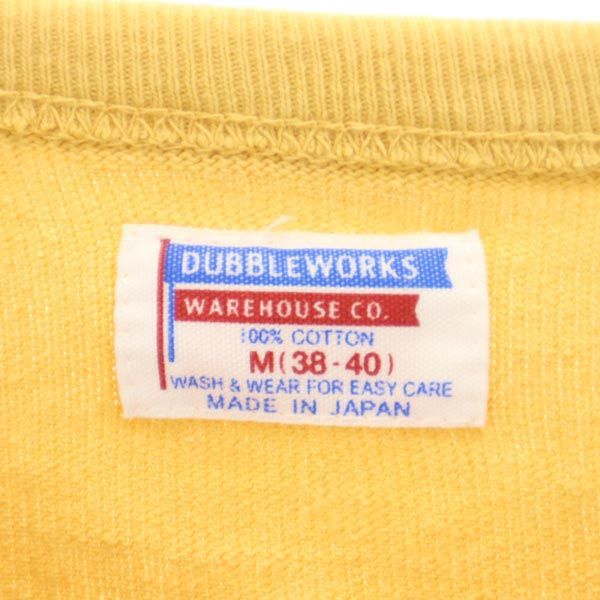 DUBBLEWORKS
WAREHOUSE CO.
100% COTTON
M(38-40)
WASH & WEAR FOR EASY CARE
MADE IN JAPAN